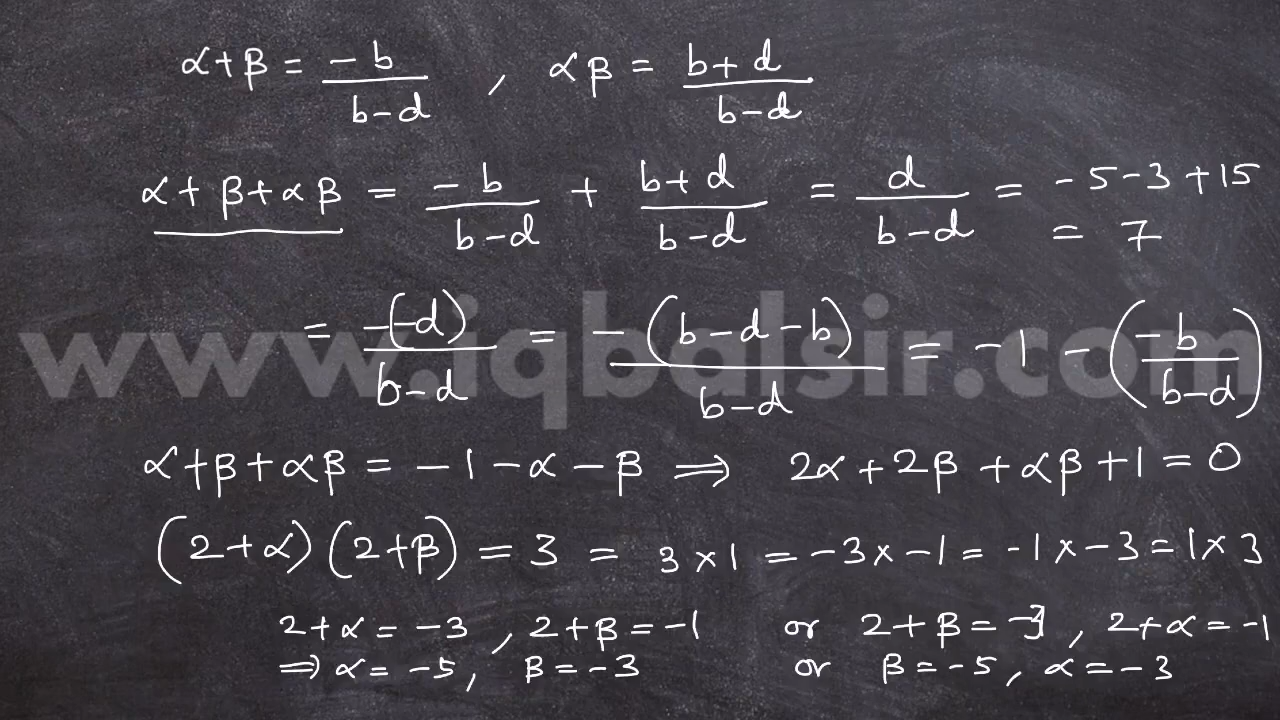 α+β = -b/(b-d) , αβ = (b+d)/(b-d)
α+β+αβ = -b/(b-d) + (b+d)/(b-d) = d/(b-d) = -5-3+15
= 7
= -(-d)/(b-d) = -(b-d-b)/(b-d) = -1 - (-b/(b-d))
www.iqbalsir.com
α+β+αβ = -1-α-β ⟹ 2α+2β+αβ+1=0
(2+α)(2+β) = 3 = 3×1 = -3×-1 = -1×-3 = 1×3
2+α = -3 , 2+β = -1 or 2+β = -3 , 2+α = -1
⟹ α = -5, β = -3 or β = -5, α = -3